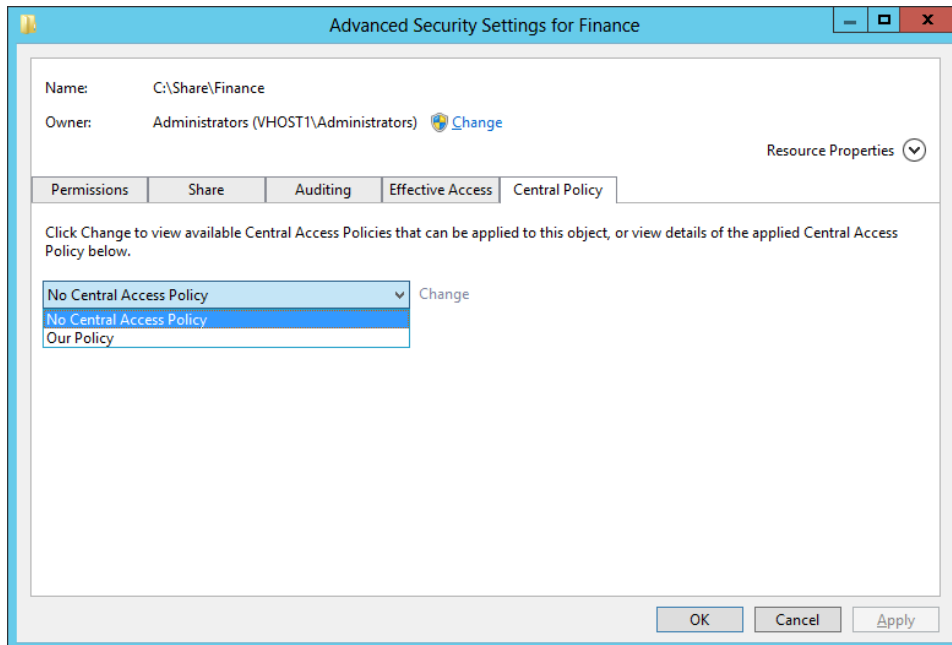 Advanced Security Settings for Finance
Name: C:\Share\Finance
Owner: Administrators (VHOST1\Administrators) Change
Resource Properties
Permissions Share Auditing Effective Access Central Policy
Click Change to view available Central Access Policies that can be applied to this object, or view details of the applied Central Access
Policy below.
No Central Access Policy Change
No Central Access Policy
Our Policy
OK Cancel Apply